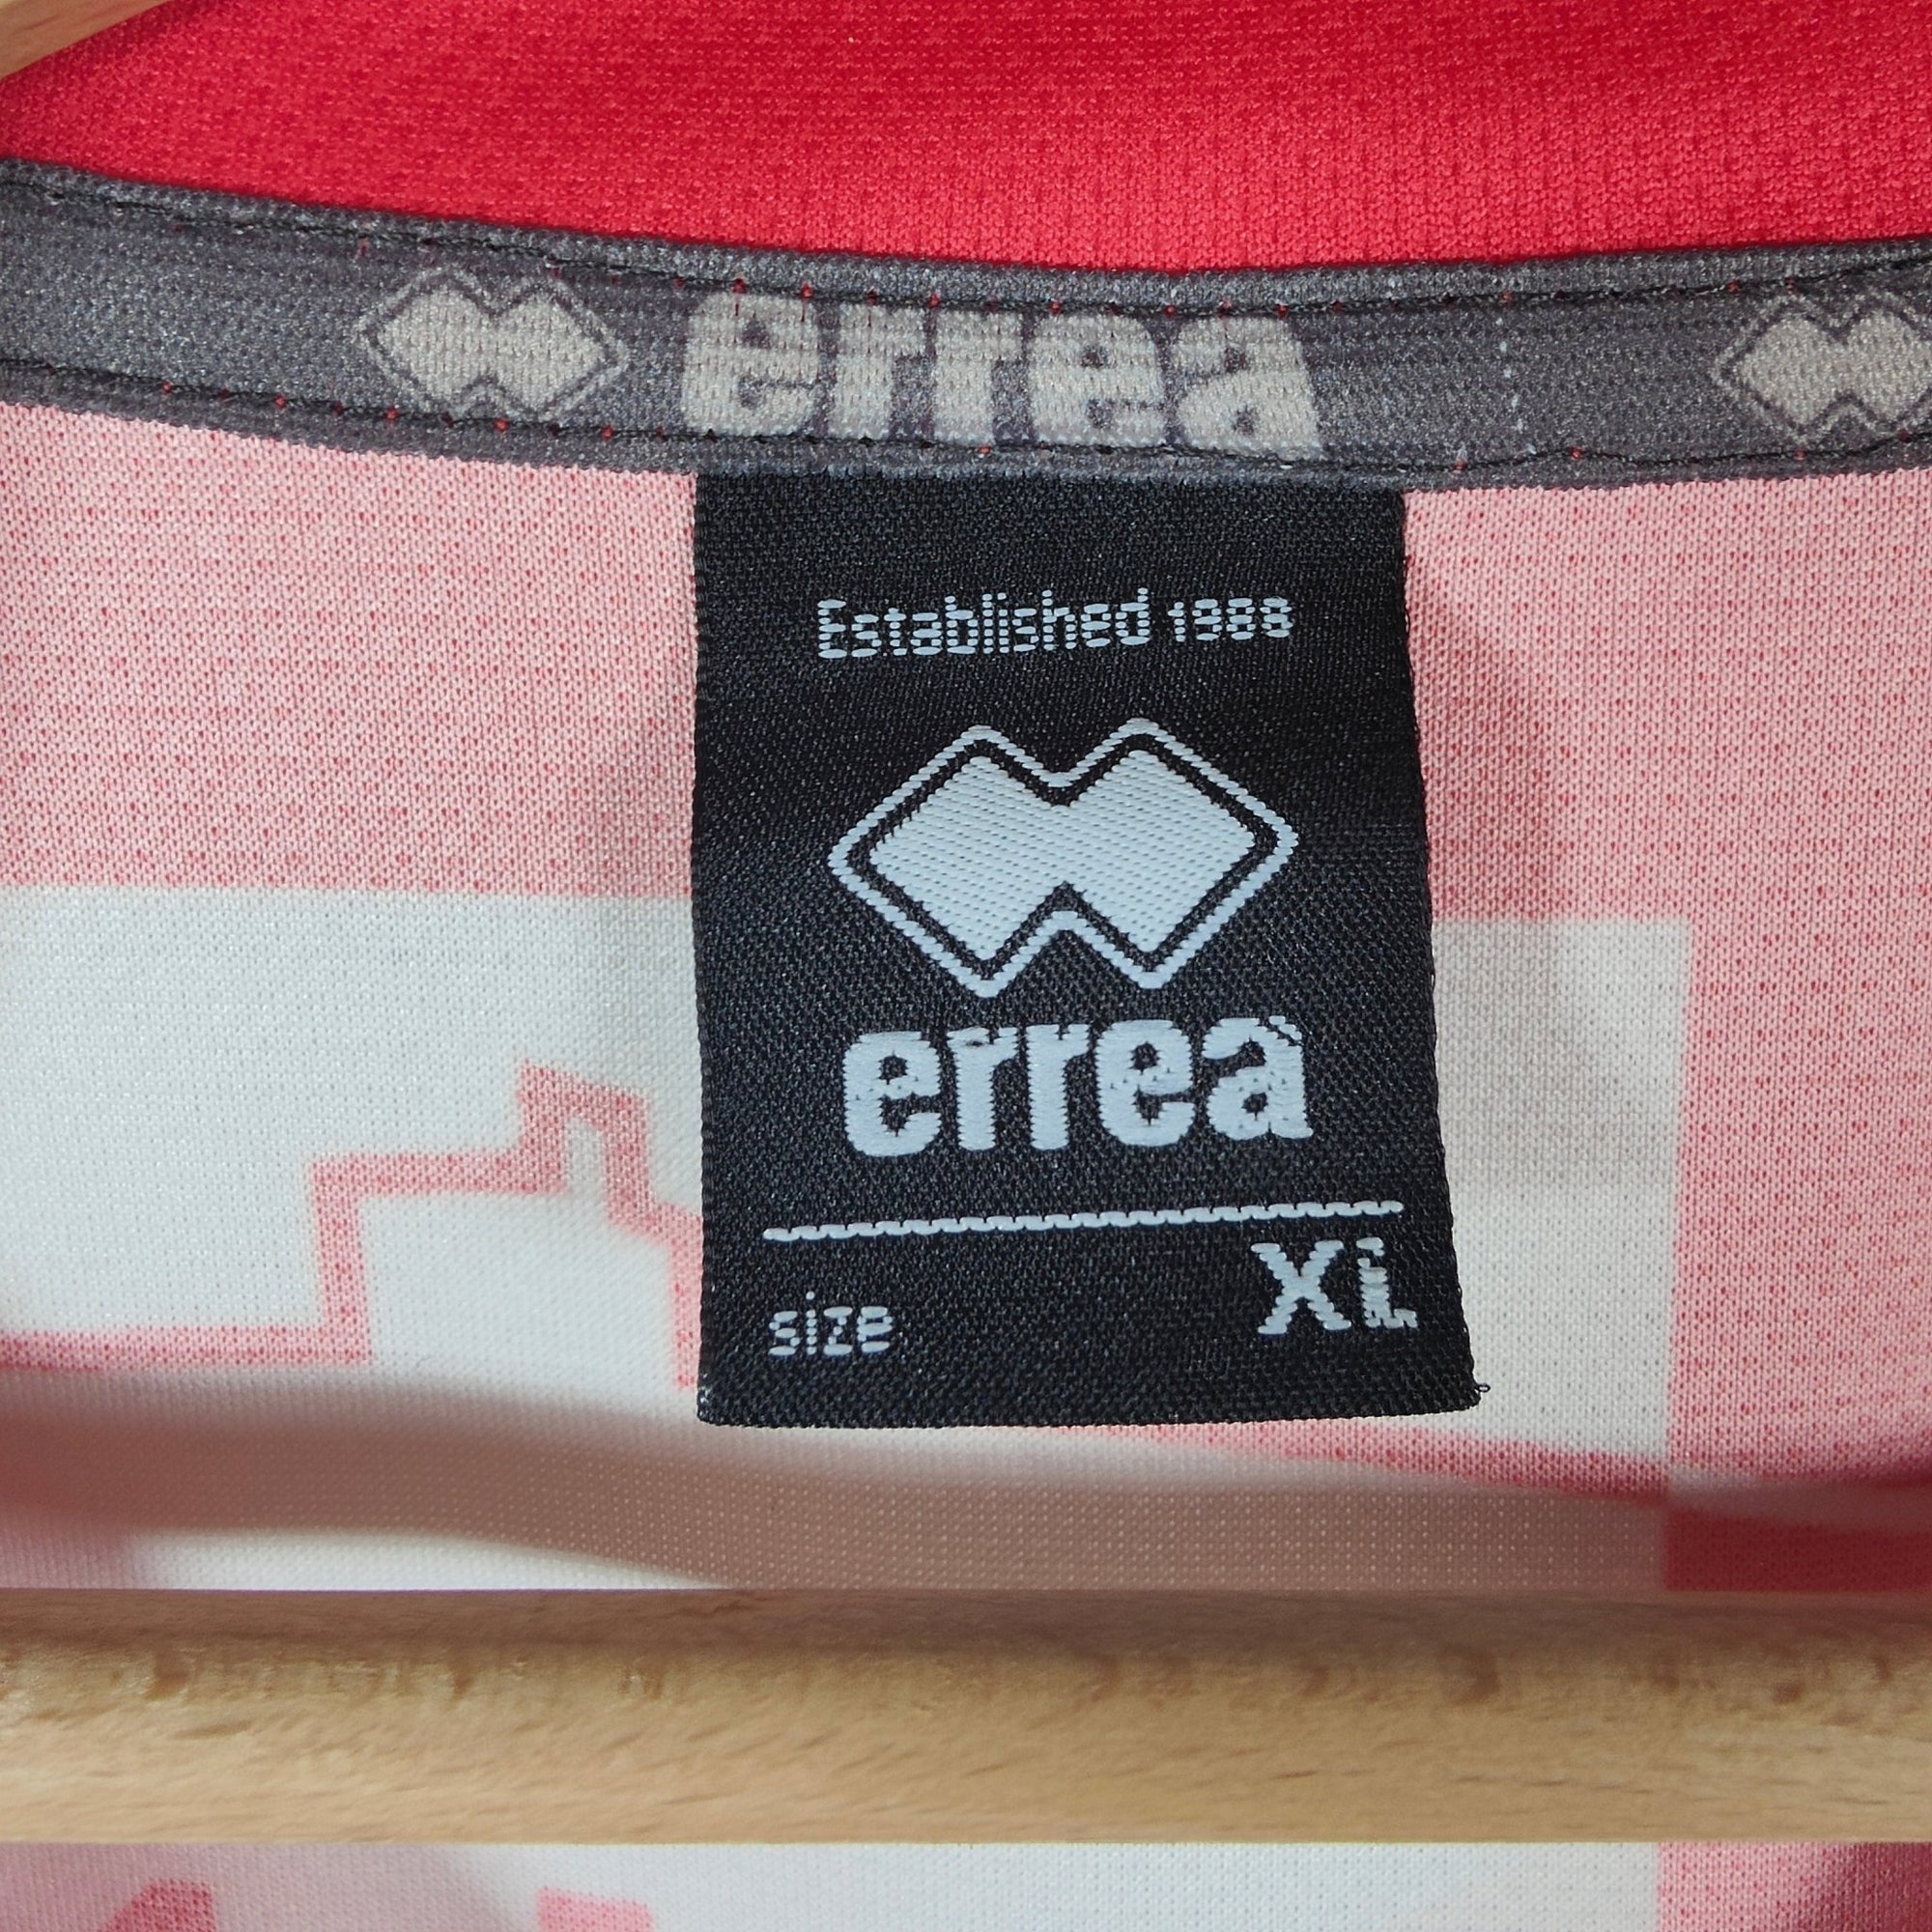 errea
Established 1988
errea
size XL